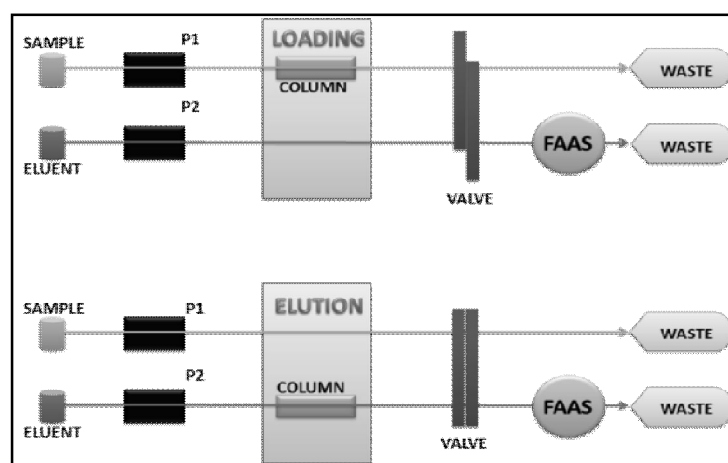 SAMPLE
P1
LOADING
COLUMN
WASTE
P2
ELUENT
FAAS
WASTE
VALVE
SAMPLE
P1
ELUTION
WASTE
P2
COLUMN
ELUENT
FAAS
WASTE
VALVE